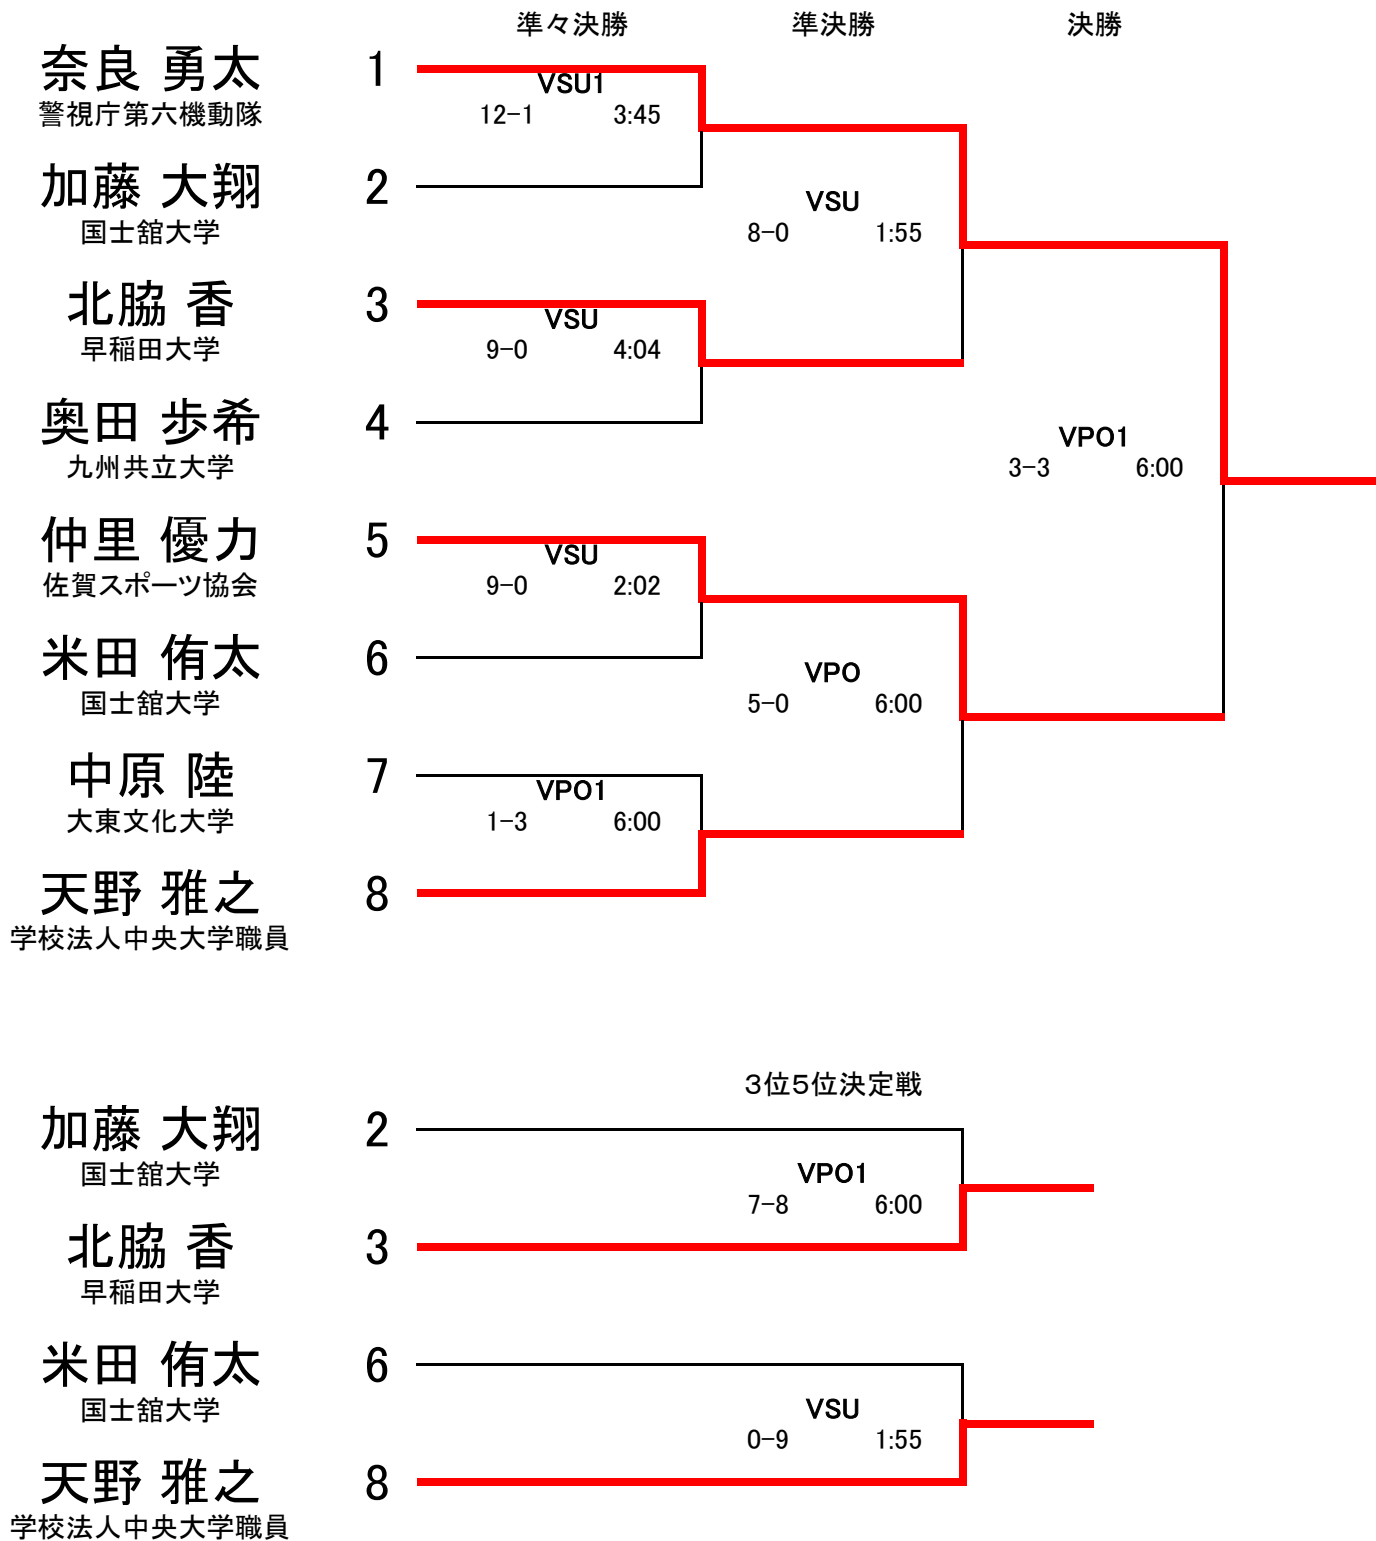 準々決勝 準決勝 決勝
奈良 勇太 1
VSU1
警視庁第六機動隊 12-1 3:45
加藤 大翔 2
VSU
国士舘大学 8-0 1:55
北脇 香 3
VSU
早稲田大学 9-0 4:04
奥田 歩希 4
VPO1
九州共立大学 3-3 6:00
仲里 優力 5
VSU
佐賀スポーツ協会 9-0 2:02
米田 侑太 6
VPO
国士舘大学 5-0 6:00
中原 陸 7
VPO1
大東文化大学 1-3 6:00
天野 雅之 8
学校法人中央大学職員
3位5位決定戦
加藤 大翔 2
国士舘大学 VPO1
7-8 6:00
北脇 香 3
早稲田大学
米田 侑太 6
国士舘大学 VSU
0-9 1:55
天野 雅之 8
学校法人中央大学職員